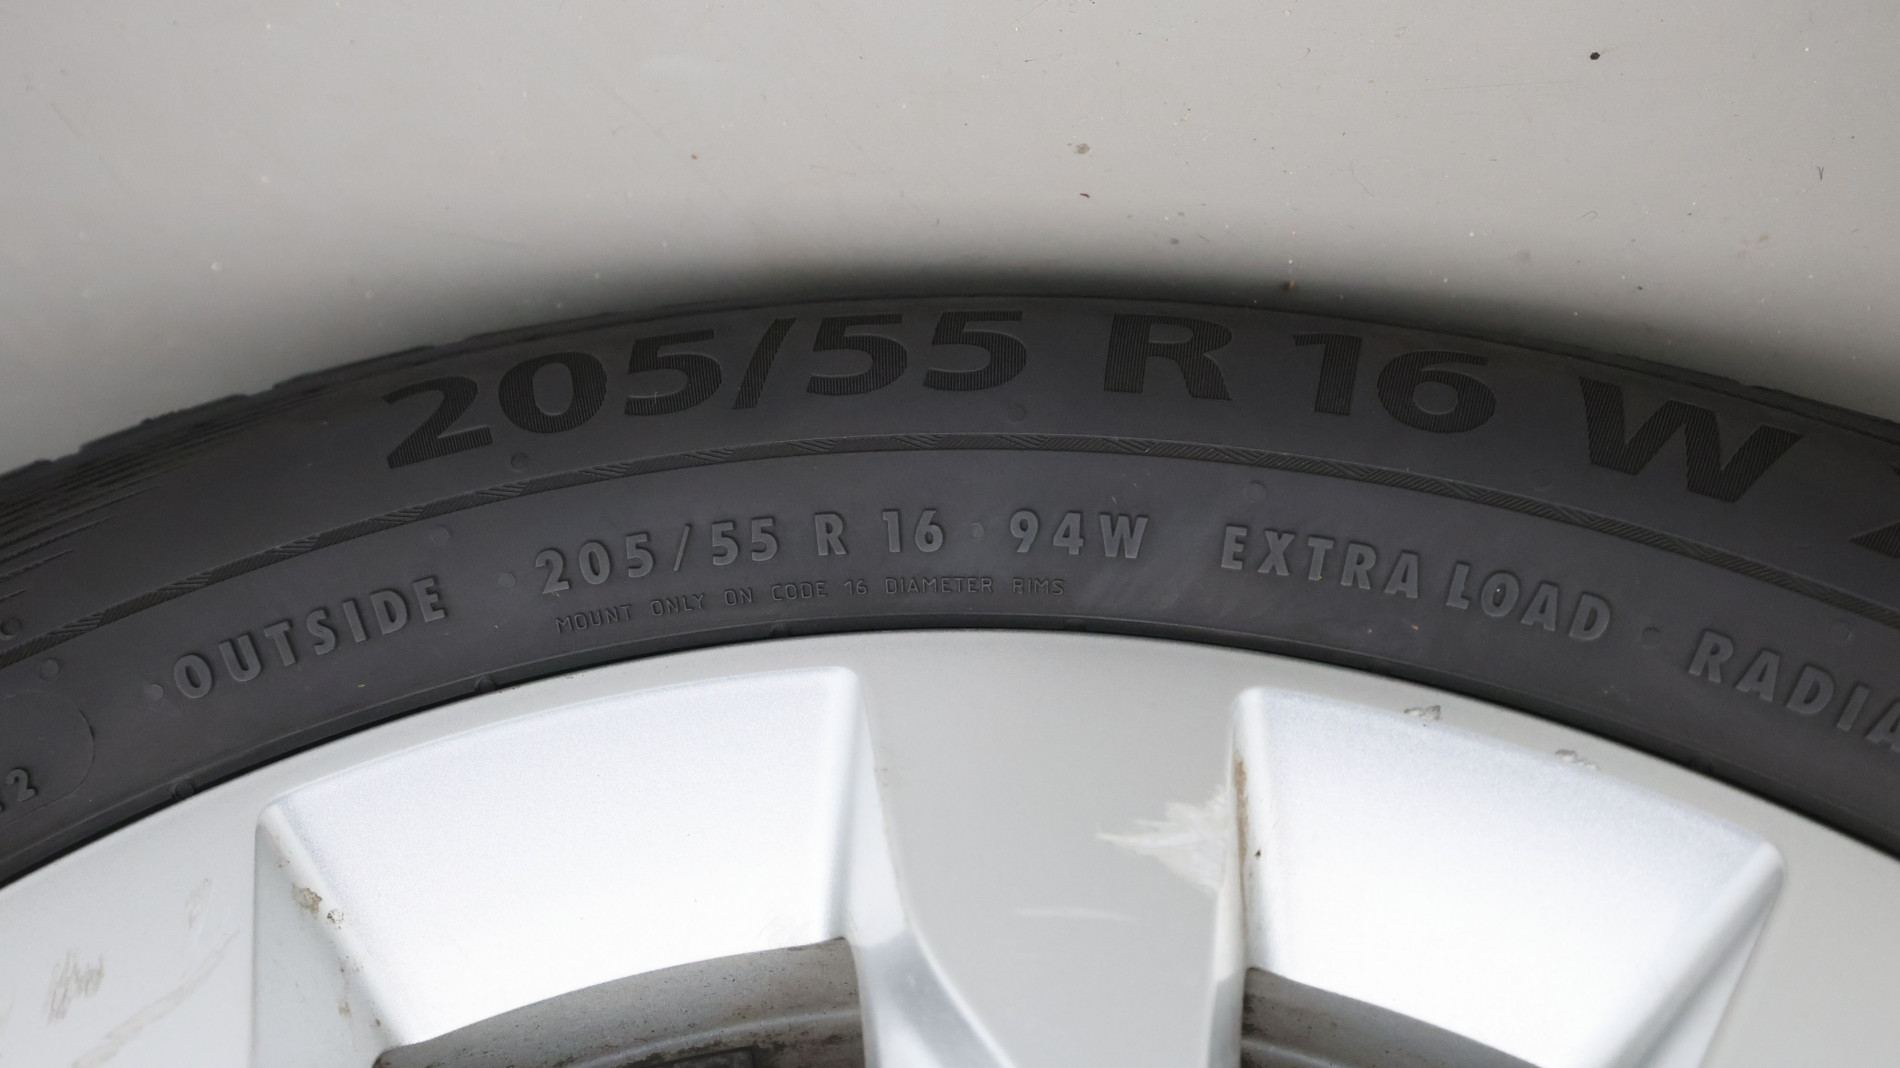 205/55 R 16 W
OUTSIDE 205/55 R 16 94W EXTRA LOAD
MOUNT ONLY ON CODE 16 DIAMETER RIMS